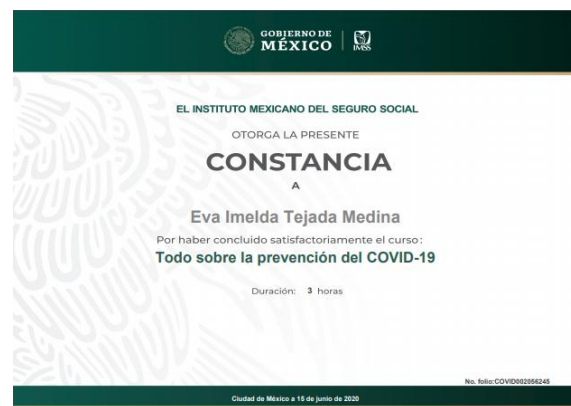 GOBIERNO DE
MÉXICO
IMSS
EL INSTITUTO MEXICANO DEL SEGURO SOCIAL
OTORGA LA PRESENTE
CONSTANCIA
A
Eva Imelda Tejada Medina
Por haber concluido satisfactoriamente el curso:
Todo sobre la prevención del COVID-19
Duración: 3 horas
No. folio:COVID002056245
Ciudad de México a 15 de junio de 2020